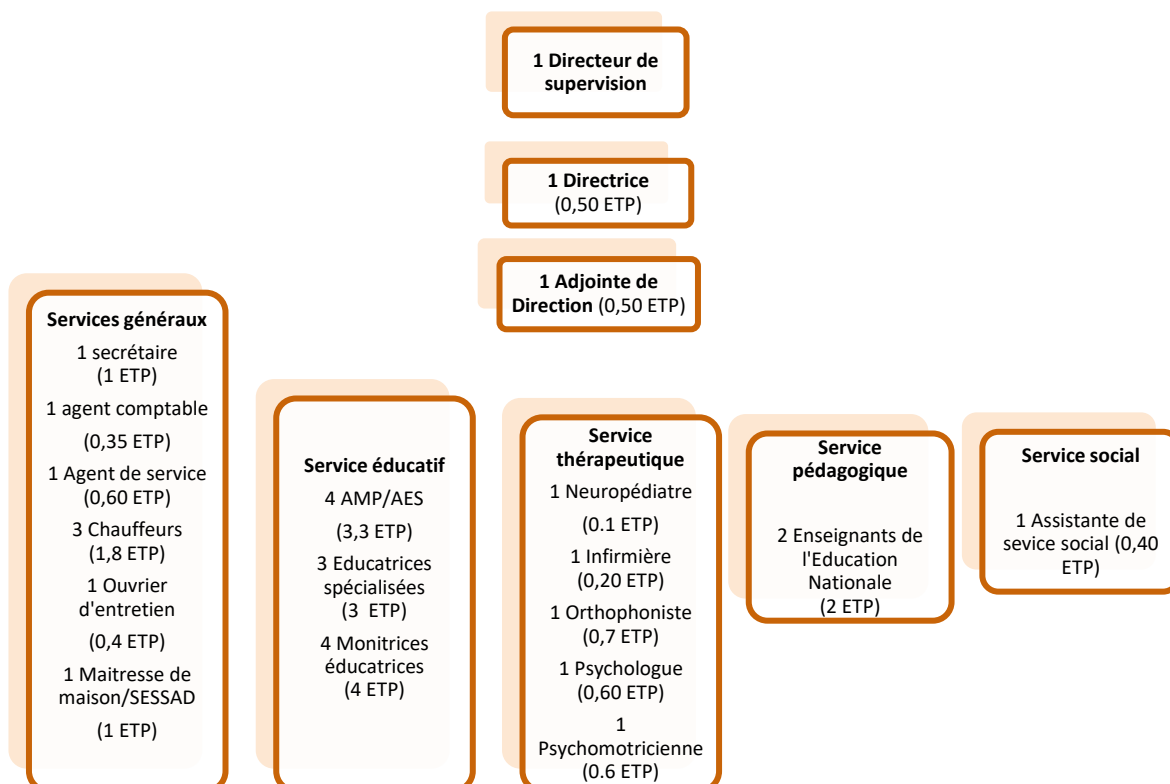 1 Directeur de
supervision
1 Directrice
(0,50 ETP)
1 Adjointe de
Direction (0,50 ETP)
Services généraux
1 secrétaire
(1 ETP)
1 agent comptable
(0,35 ETP)
1 Agent de service
(0,60 ETP)
3 Chauffeurs
(1,8 ETP)
1 Ouvrier
d'entretien
(0,4 ETP)
1 Maitresse de
maison/SESSAD
(1 ETP)
Service éducatif
4 AMP/AES
(3,3 ETP)
3 Educatrices
spécialisées
(3 ETP)
4 Monitrices
éducatrices
(4 ETP)
Service
thérapeutique
1 Neuropédiatre
(0.1 ETP)
1 Infirmière
(0,20 ETP)
1 Orthophoniste
(0,7 ETP)
1 Psychologue
(0,60 ETP)
1
Psychomotricienne
(0.6 ETP)
Service
pédagogique
2 Enseignants de
l'Education
Nationale
(2 ETP)
Service social
1 Assistante de
sevice social (0,40
ETP)